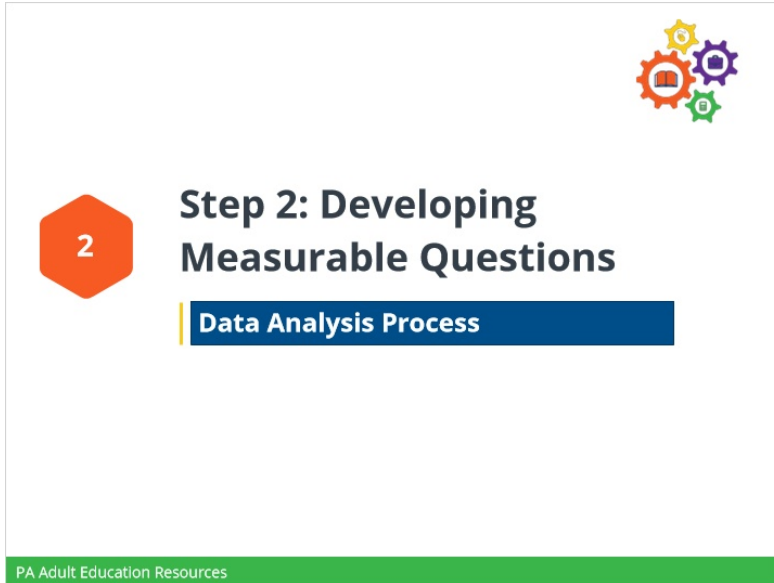 2
Step 2: Developing
Measurable Questions
Data Analysis Process
PA Adult Education Resources